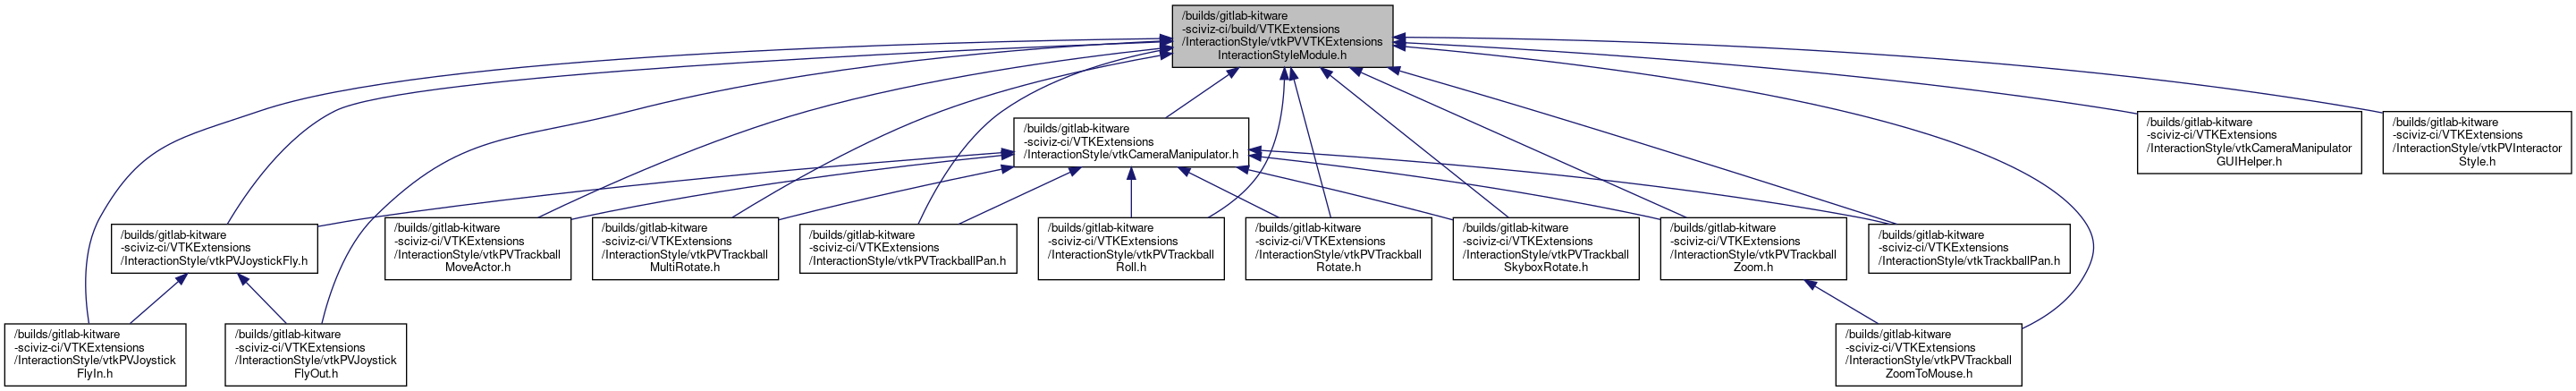 /builds/gitlab-kitware
-sciviz-ci/build/VTKExtensions
/InteractionStyle/vtkPVVTKExtensions
InteractionStyleModule.h
/builds/gitlab-kitware
-sciviz-ci/VTKExtensions
/InteractionStyle/vtkCameraManipulator.h
/builds/gitlab-kitware
-sciviz-ci/VTKExtensions
/InteractionStyle/vtkCameraManipulator
GUIHelper.h
/builds/gitlab-kitware
-sciviz-ci/VTKExtensions
/InteractionStyle/vtkPVInteractor
Style.h
/builds/gitlab-kitware
-sciviz-ci/VTKExtensions
/InteractionStyle/vtkPVJoystickFly.h
/builds/gitlab-kitware
-sciviz-ci/VTKExtensions
/InteractionStyle/vtkPVTrackball
MoveActor.h
/builds/gitlab-kitware
-sciviz-ci/VTKExtensions
/InteractionStyle/vtkPVTrackball
MultiRotate.h
/builds/gitlab-kitware
-sciviz-ci/VTKExtensions
/InteractionStyle/vtkPVTrackballPan.h
/builds/gitlab-kitware
-sciviz-ci/VTKExtensions
/InteractionStyle/vtkPVTrackball
Roll.h
/builds/gitlab-kitware
-sciviz-ci/VTKExtensions
/InteractionStyle/vtkPVTrackball
Rotate.h
/builds/gitlab-kitware
-sciviz-ci/VTKExtensions
/InteractionStyle/vtkPVTrackball
SkyboxRotate.h
/builds/gitlab-kitware
-sciviz-ci/VTKExtensions
/InteractionStyle/vtkPVTrackball
Zoom.h
/builds/gitlab-kitware
-sciviz-ci/VTKExtensions
/InteractionStyle/vtkTrackballPan.h
/builds/gitlab-kitware
-sciviz-ci/VTKExtensions
/InteractionStyle/vtkPVJoystick
FlyIn.h
/builds/gitlab-kitware
-sciviz-ci/VTKExtensions
/InteractionStyle/vtkPVJoystick
FlyOut.h
/builds/gitlab-kitware
-sciviz-ci/VTKExtensions
/InteractionStyle/vtkPVTrackball
ZoomToMouse.h